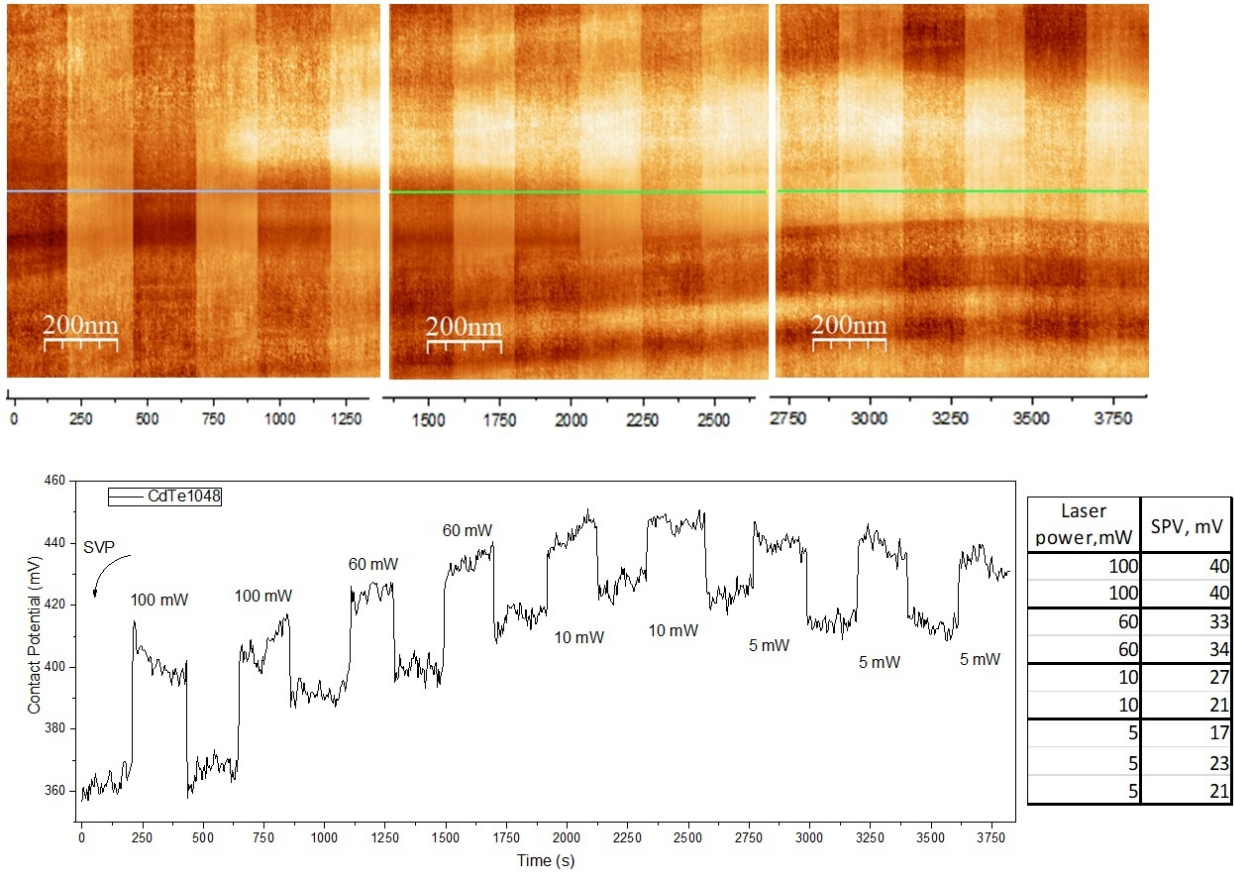 200nm
200nm
200nm
0 250 500 750 1000 1250
1500 1750 2000 2250 2500
2750 3000 3250 3500 3750
CdTe1048
SVP
100 mW
100 mW
60 mW
60 mW
10 mW
10 mW
5 mW
5 mW
5 mW
Contact Potential (mV)
460
440
420
400
380
360
0 250 500 750 1000 1250 1500 1750 2000 2250 2500 2750 3000 3250 3500 3750
Time (s)
Laser power,mW SPV, mV
100 40
100 40
60 33
60 34
10 27
10 21
5 17
5 23
5 21